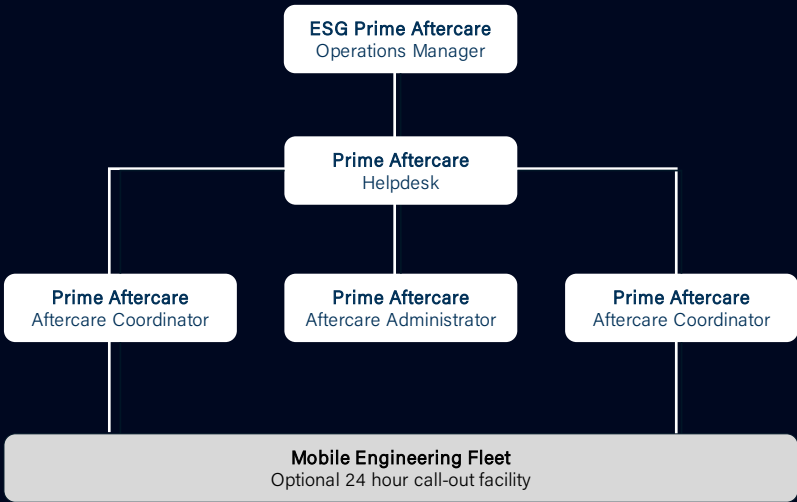 ESG Prime Aftercare
Operations Manager
Prime Aftercare
Helpdesk
Prime Aftercare
Aftercare Coordinator
Prime Aftercare
Aftercare Administrator
Prime Aftercare
Aftercare Coordinator
Mobile Engineering Fleet
Optional 24 hour call-out facility